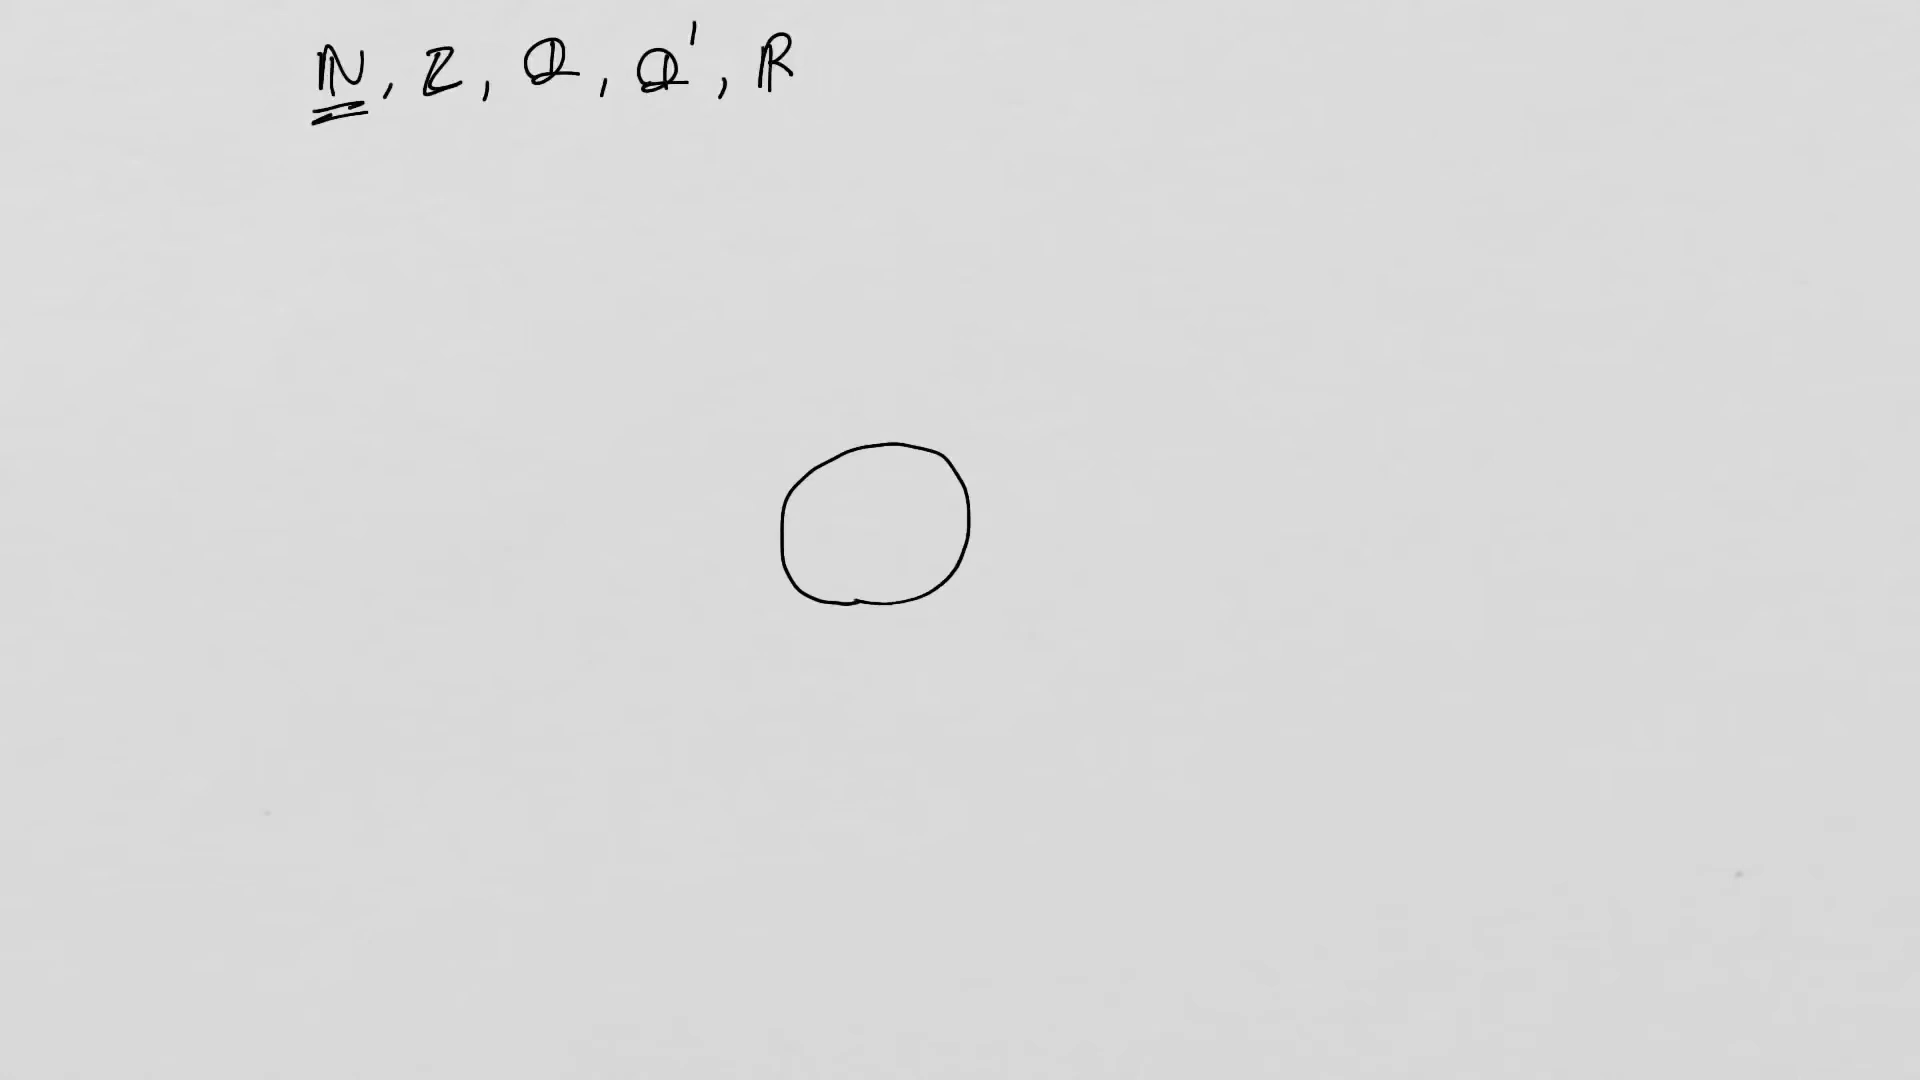 ℕ, ℤ, ℚ, ℚ', ℝ